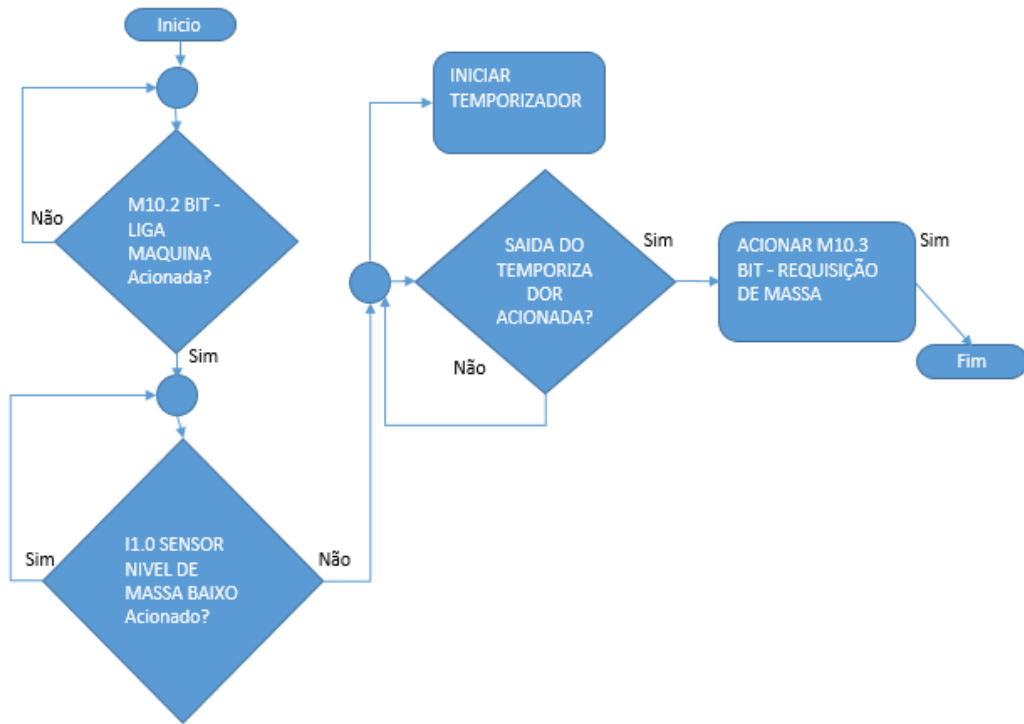 Inicio
M10.2 BIT -
LIGA
MAQUINA
Acionada?
Não
Sim
I1.0 SENSOR
NIVEL DE
MASSA BAIXO
Acionado?
Sim
Não
INICIAR
TEMPORIZADOR
SAIDA DO
TEMPORIZA
DOR
ACIONADA?
Não
Sim
ACIONAR M10.3
BIT - REQUISIÇÃO
DE MASSA
Sim
Fim